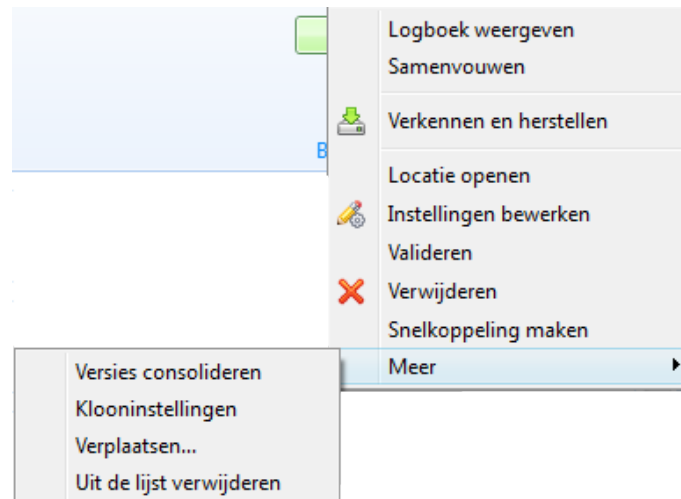 Logboek weergeven
Samenvouwen
Verkennen en herstellen
B
Locatie openen
Instellingen bewerken
Valideren
Verwijderen
Snelkoppeling maken
Meer
Versies consolideren
Klooninstellingen
Verplaatsen...
Uit de lijst verwijderen